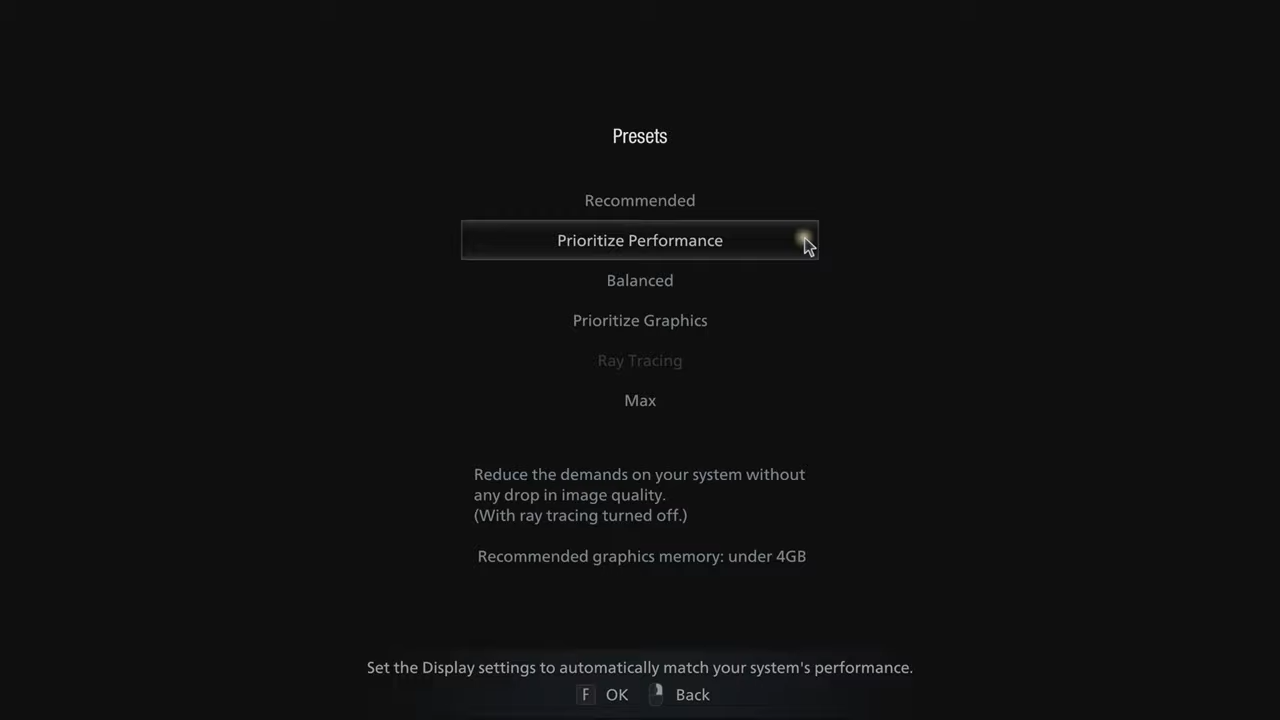 Presets
Recommended
Prioritize Performance
Balanced
Prioritize Graphics
Ray Tracing
Max
Reduce the demands on your system without
any drop in image quality.
(With ray tracing turned off.)
Recommended graphics memory: under 4GB
Set the Display settings to automatically match your system's performance.
F OK Back